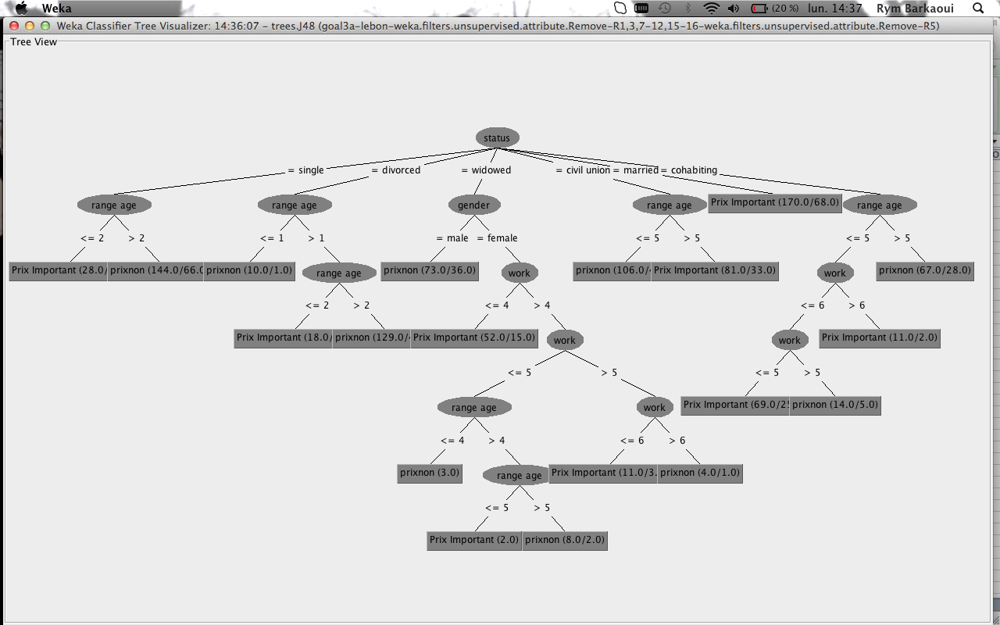 Weka (20 %) lun. 14:37 Rym Barkaoui
Weka Classifier Tree Visualizer: 14:36:07 - trees.J48 (goal3a-lebon-weka.filters.unsupervised.attribute.Remove-R1,3,7-12,15-16-weka.filters.unsupervised.attribute.Remove-R5)
Tree View
status
= single = divorced = widowed = civil union = married = cohabiting
range age range age gender range age Prix Important (170.0/68.0) range age
<= 2 > 2 <= 1 > 1 = male = female <= 5 > 5 <= 5 > 5
Prix Important (28.0/ prixnon (144.0/66.0 prixnon (10.0/1.0) range age prixnon (73.0/36.0) work prixnon (106.0/ Prix Important (81.0/33.0) work prixnon (67.0/28.0)
<= 2 > 2 <= 4 > 4 <= 6 > 6
Prix Important (18.0/ prixnon (129.0/ Prix Important (52.0/15.0) work work Prix Important (11.0/2.0)
<= 5 > 5 <= 5 > 5
range age work Prix Important (69.0/2 prixnon (14.0/5.0)
<= 4 > 4 <= 6 > 6
prixnon (3.0) range age Prix Important (11.0/3. prixnon (4.0/1.0)
<= 5 > 5
Prix Important (2.0) prixnon (8.0/2.0)